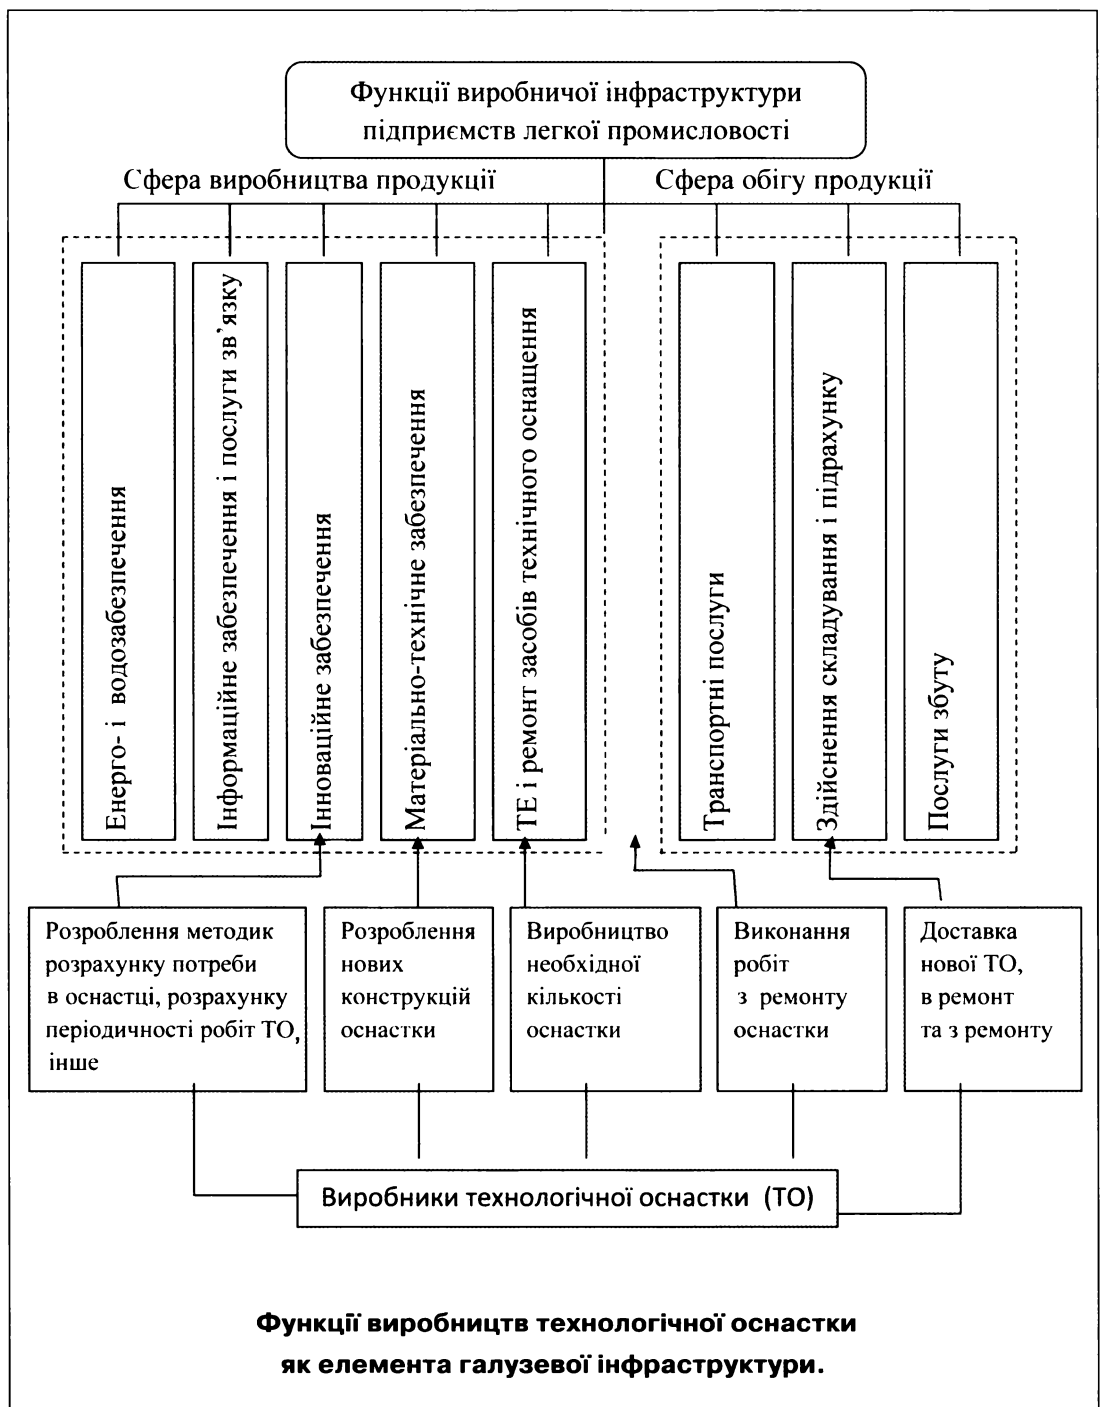 Функції виробничої інфраструктури
підприємств легкої промисловості
Сфера виробництва продукції
Сфера обігу продукції
Енерго- і водозабезпечення
Інформаційне забезпечення і послуги зв’язку
Інноваційне забезпечення
Матеріально-технічне забезпечення
ТЕ і ремонт засобів технічного оснащення
Транспортні послуги
Здійснення складування і підрахунку
Послуги збуту
Розроблення методик
розрахунку потреби
в оснастці, розрахунку
періодичності робіт ТО,
інше
Розроблення
нових
конструкцій
оснастки
Виробництво
необхідної
кількості
оснастки
Виконання
робіт
з ремонту
оснастки
Доставка
нової ТО,
в ремонт
та з ремонту
Виробники технологічної оснастки (ТО)
Функції виробництв технологічної оснастки
як елемента галузевої інфраструктури.